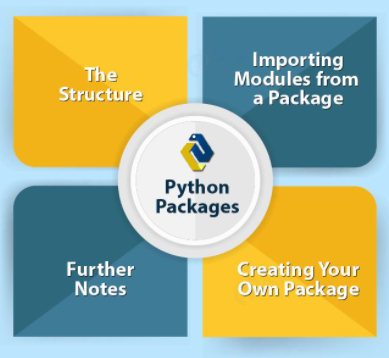 The
Structure
Importing
Modules from
a Package
Python
Packages
Further
Notes
Creating Your
Own Package